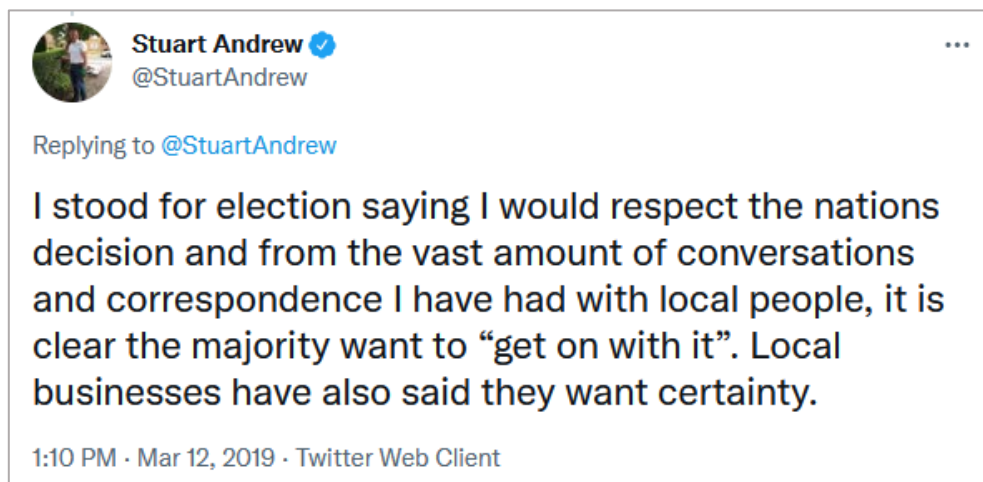 Stuart Andrew
@StuartAndrew
Replying to @StuartAndrew
I stood for election saying I would respect the nations
decision and from the vast amount of conversations
and correspondence I have had with local people, it is
clear the majority want to “get on with it”. Local
businesses have also said they want certainty.
1:10 PM · Mar 12, 2019 · Twitter Web Client